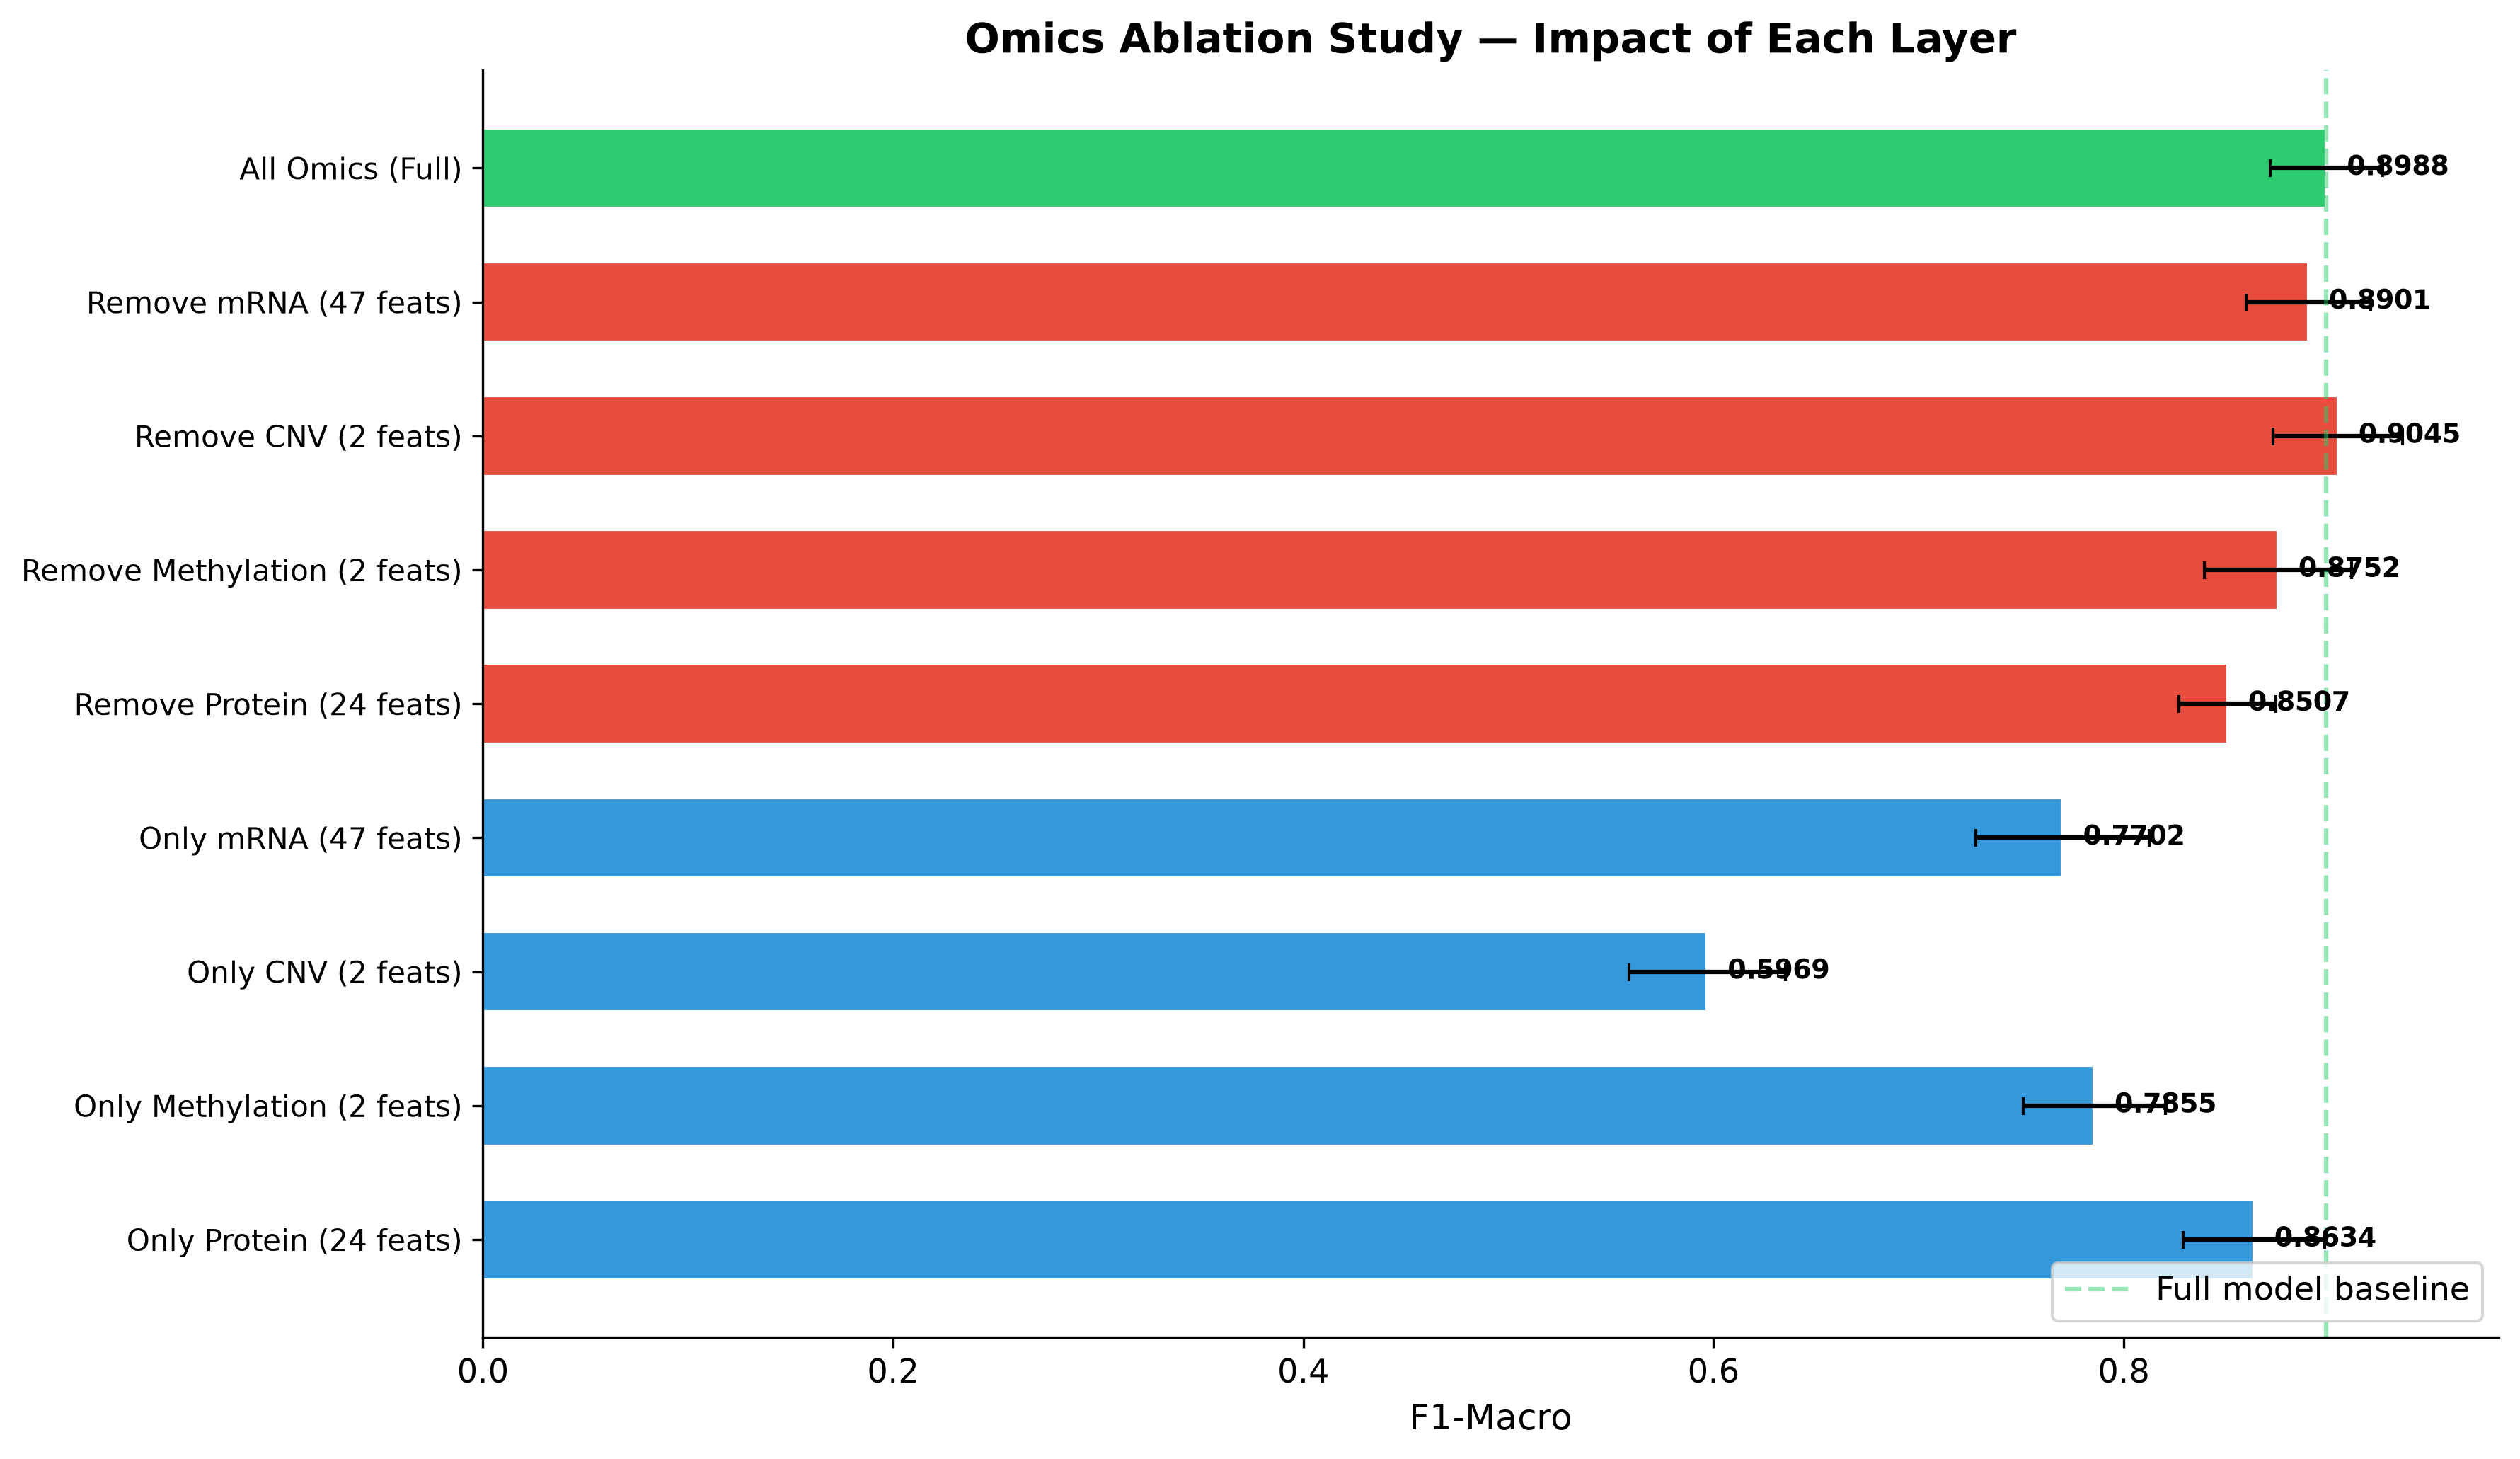 Omics Ablation Study — Impact of Each Layer
All Omics (Full) 0.8988
Remove mRNA (47 feats) 0.8901
Remove CNV (2 feats) 0.9045
Remove Methylation (2 feats) 0.8752
Remove Protein (24 feats) 0.8507
Only mRNA (47 feats) 0.7702
Only CNV (2 feats) 0.5969
Only Methylation (2 feats) 0.7855
Only Protein (24 feats) 0.8634
Full model baseline
0.0 0.2 0.4 0.6 0.8
F1-Macro